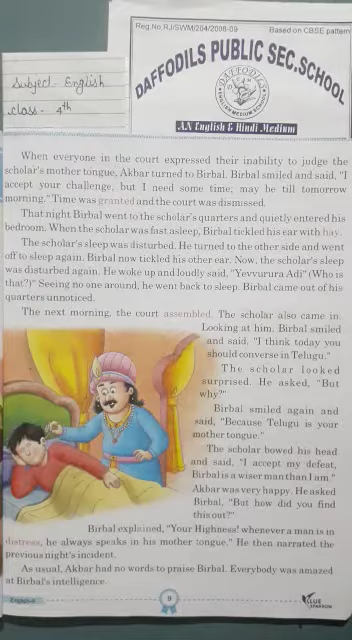 Reg.No.RJ/SWM/204/2008-09
Based on CBSE pattern
DAFFODILS PUBLIC SEC.SCHOOL
DAFFODILS
ENGLISH MEDIUM SCHOOL
AN English & Hindi Medium
Subject - English
class - 4th
When everyone in the court expressed their inability to judge the
scholar's mother tongue, Akbar turned to Birbal. Birbal smiled and said, "I
accept your challenge, but I need some time; may be till tomorrow
morning." Time was granted and the court was dismissed.
That night Birbal went to the scholar's quarters and quietly entered his
bedroom. When the scholar was fast asleep, Birbal tickled his ear with hay.
The scholar's sleep was disturbed. He turned to the other side and went
off to sleep again. Birbal now tickled his other ear. Now, the scholar's sleep
was disturbed again. He woke up and loudly said, "Yevvurura Adi" (Who is
that?)" Seeing no one around, he went back to sleep. Birbal came out of his
quarters unnoticed.
The next morning, the court assembled. The scholar also came in.
Looking at him, Birbal smiled
and said, "I think today you
should converse in Telugu."
The scholar looked
surprised. He asked, "But
why?"
Birbal smiled again and
said, "Because Telugu is your
mother tongue."
The scholar bowed his head
and said, "I accept my defeat,
Birbal is a wiser man than I am."
Akbar was very happy. He asked
Birbal, "But how did you find
this out?"
Birbal explained, "Your Highness! whenever a man is in
distress, he always speaks in his mother tongue." He then narrated the
previous night's incident.
As usual, Akbar had no words to praise Birbal. Everybody was amazed
at Birbal's intelligence.
9
BLUE
SPARROW